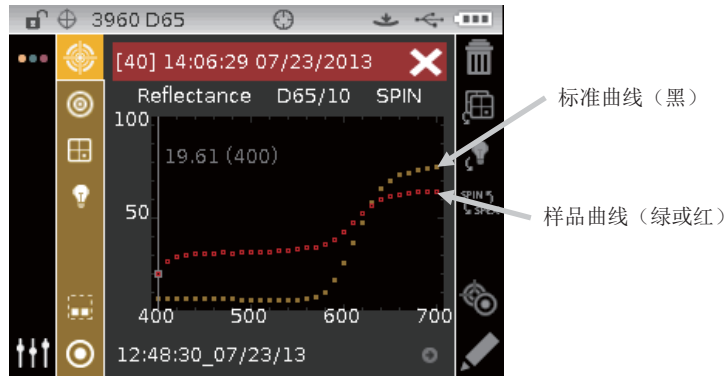 3960 D65
[40] 14:06:29 07/23/2013
Reflectance D65/10 SPIN
100
19.61 (400)
50
400 500 600 700
12:48:30_07/23/13
SPIN
SPEX
标准曲线（黑）
样品曲线（绿或红）